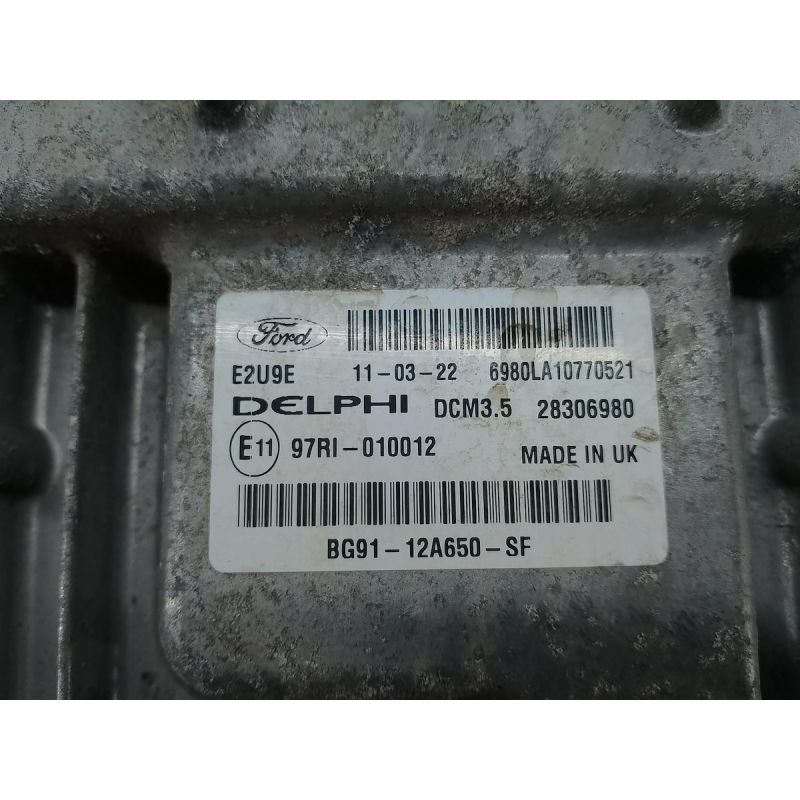 Ford
E2U9E 11-03-22 6980LA10770521
DELPHI DCM3.5 28306980
E11 97RI-010012 MADE IN UK
BG91-12A650-SF